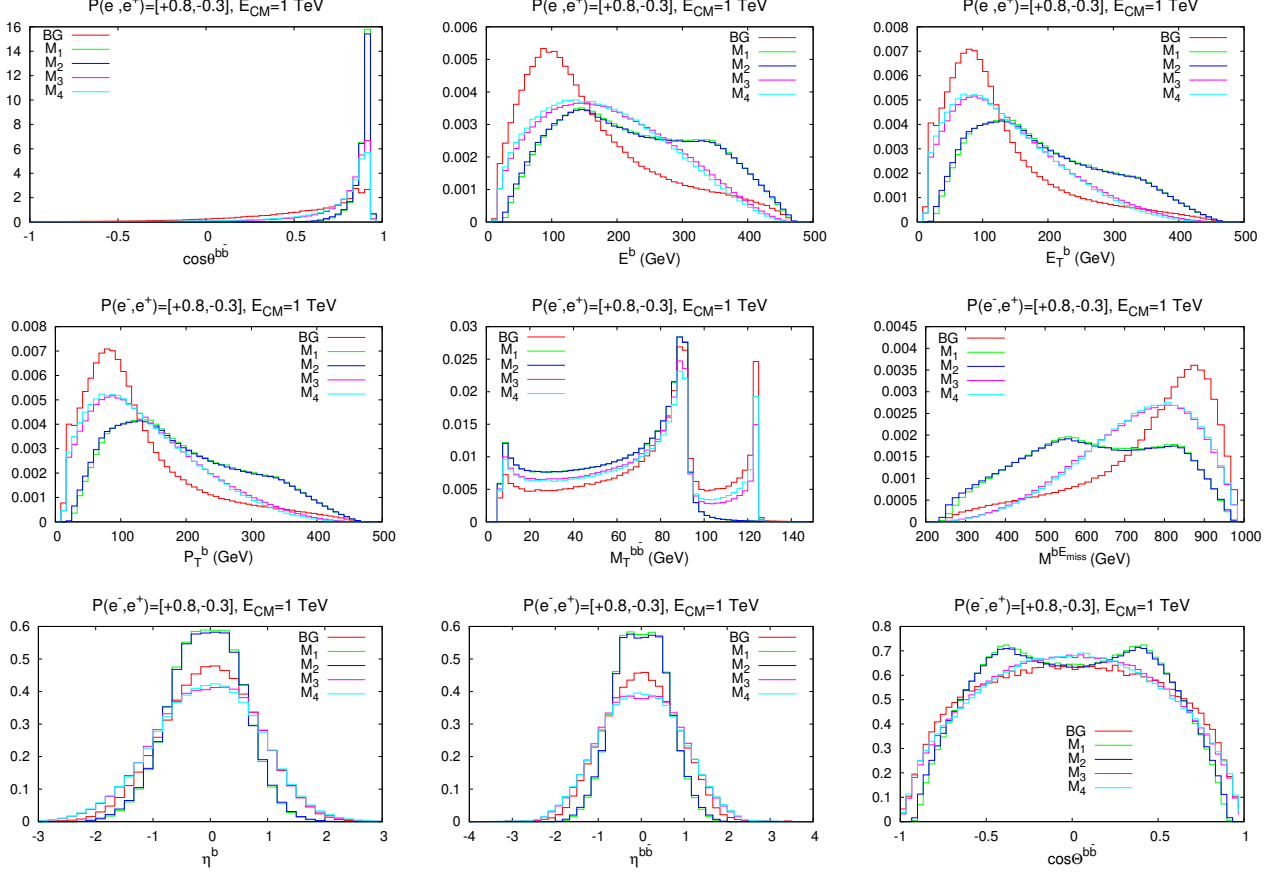 P(e ,e+)=[+0.8,-0.3], E_CM=1 TeV
16
14
12
10
8
6
4
2
0
-1 -0.5 0 0.5 1
cosθ^bb̄
BG
M1
M2
M3
M4
P(e ,e+)=[+0.8,-0.3], E_CM=1 TeV
0.006
0.005
0.004
0.003
0.002
0.001
0
0 100 200 300 400 500
E^b (GeV)
BG
M1
M2
M3
M4
P(e ,e+)=[+0.8,-0.3], E_CM=1 TeV
0.008
0.007
0.006
0.005
0.004
0.003
0.002
0.001
0
0 100 200 300 400 500
E_T^b (GeV)
BG
M1
M2
M3
M4
P(e-,e+)=[+0.8,-0.3], E_CM=1 TeV
0.008
0.007
0.006
0.005
0.004
0.003
0.002
0.001
0
0 100 200 300 400 500
P_T^b (GeV)
BG
M1
M2
M3
M4
P(e-,e+)=[+0.8,-0.3], E_CM=1 TeV
0.03
0.025
0.02
0.015
0.01
0.005
0
0 20 40 60 80 100 120 140
M_T^bb̄ (GeV)
BG
M1
M2
M3
M4
P(e-,e+)=[+0.8,-0.3], E_CM=1 TeV
0.0045
0.004
0.0035
0.003
0.0025
0.002
0.0015
0.001
0.0005
0
200 300 400 500 600 700 800 900 1000
M^bE_miss (GeV)
BG
M1
M2
M3
M4
P(e-,e+)=[+0.8,-0.3], E_CM=1 TeV
0.6
0.5
0.4
0.3
0.2
0.1
0
-3 -2 -1 0 1 2 3
η^b
BG
M1
M2
M3
M4
P(e-,e+)=[+0.8,-0.3], E_CM=1 TeV
0.6
0.5
0.4
0.3
0.2
0.1
0
-4 -3 -2 -1 0 1 2 3 4
η^bb̄
BG
M1
M2
M3
M4
P(e-,e+)=[+0.8,-0.3], E_CM=1 TeV
0.8
0.7
0.6
0.5
0.4
0.3
0.2
0.1
0
-1 -0.5 0 0.5 1
cosΘ^bb̄
BG
M1
M2
M3
M4